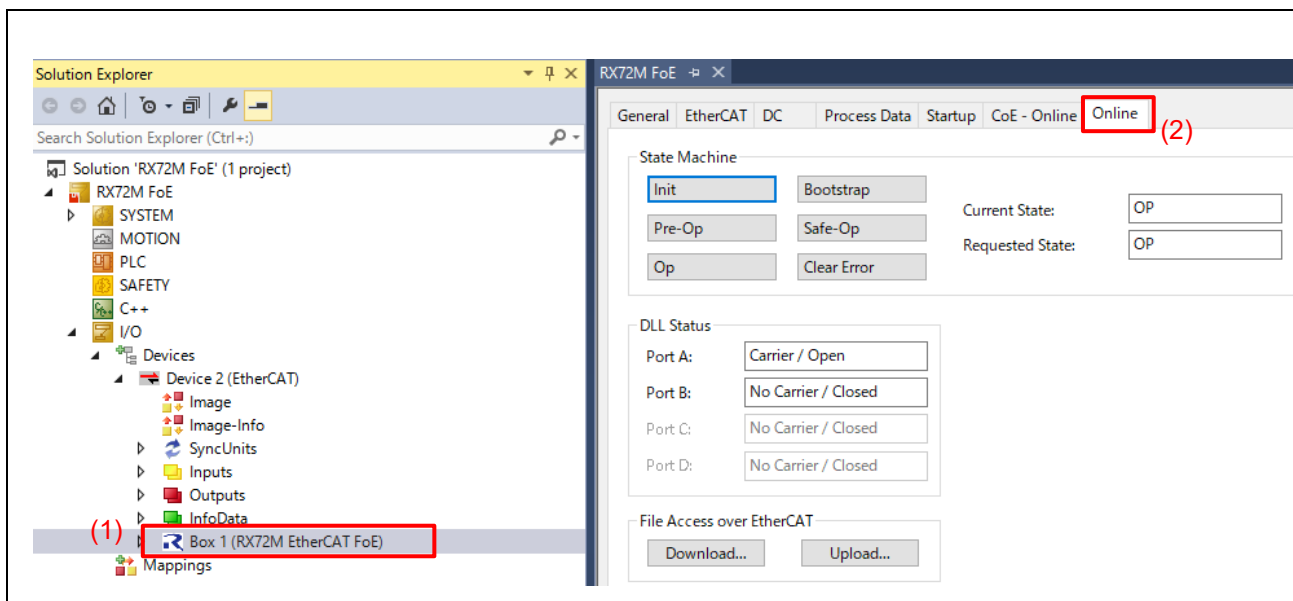 Solution Explorer
Search Solution Explorer (Ctrl+:)
Solution 'RX72M FoE' (1 project)
RX72M FoE
SYSTEM
MOTION
PLC
SAFETY
C++
I/O
Devices
Device 2 (EtherCAT)
Image
Image-Info
SyncUnits
Inputs
Outputs
InfoData
(1)
Box 1 (RX72M EtherCAT FoE)
Mappings
RX72M FoE
General EtherCAT DC Process Data Startup CoE - Online Online
(2)
State Machine
Init Bootstrap
Current State: OP
Pre-Op Safe-Op
Requested State: OP
Op Clear Error
DLL Status
Port A: Carrier / Open
Port B: No Carrier / Closed
Port C: No Carrier / Closed
Port D: No Carrier / Closed
File Access over EtherCAT
Download... Upload...